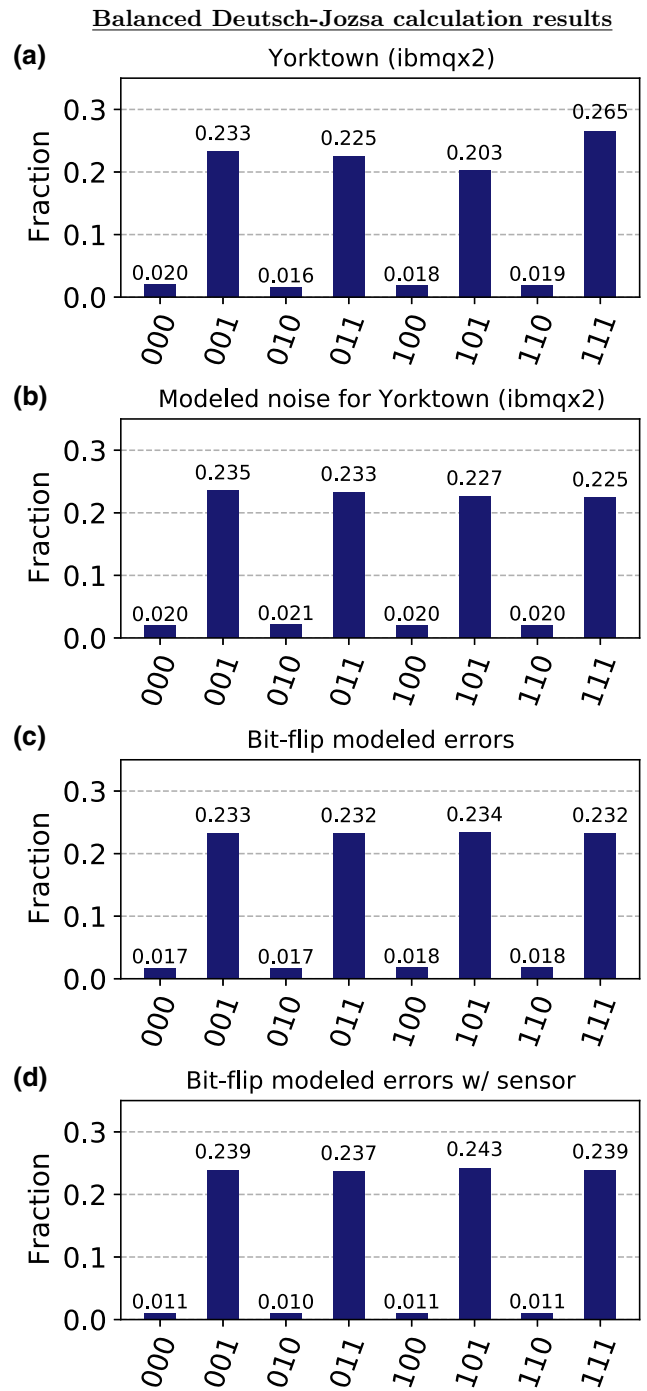 Balanced Deutsch-Jozsa calculation results
(a)
Yorktown (ibmqx2)
Fraction
0.3
0.2
0.1
0.0
0.020 0.233 0.016 0.225 0.018 0.203 0.019 0.265
000 001 010 011 100 101 110 111
(b)
Modeled noise for Yorktown (ibmqx2)
Fraction
0.3
0.2
0.1
0.0
0.020 0.235 0.021 0.233 0.020 0.227 0.020 0.225
000 001 010 011 100 101 110 111
(c)
Bit-flip modeled errors
Fraction
0.3
0.2
0.1
0.0
0.017 0.233 0.017 0.232 0.018 0.234 0.018 0.232
000 001 010 011 100 101 110 111
(d)
Bit-flip modeled errors w/ sensor
Fraction
0.3
0.2
0.1
0.0
0.011 0.239 0.010 0.237 0.011 0.243 0.011 0.239
000 001 010 011 100 101 110 111